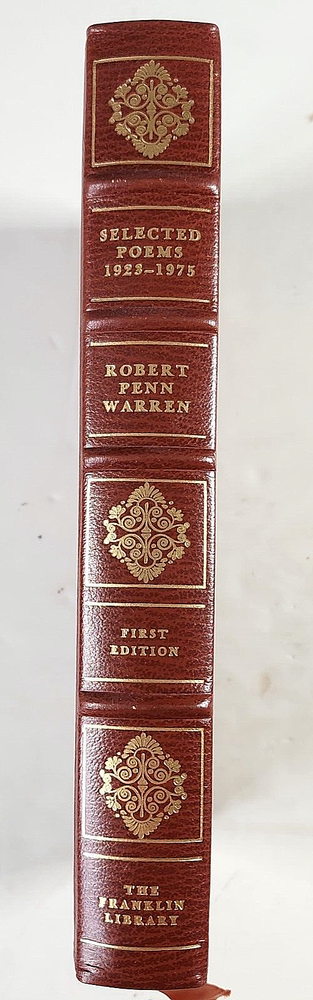 SELECTED
POEMS
1923–1975
ROBERT
PENN
WARREN
FIRST
EDITION
THE
FRANKLIN
LIBRARY